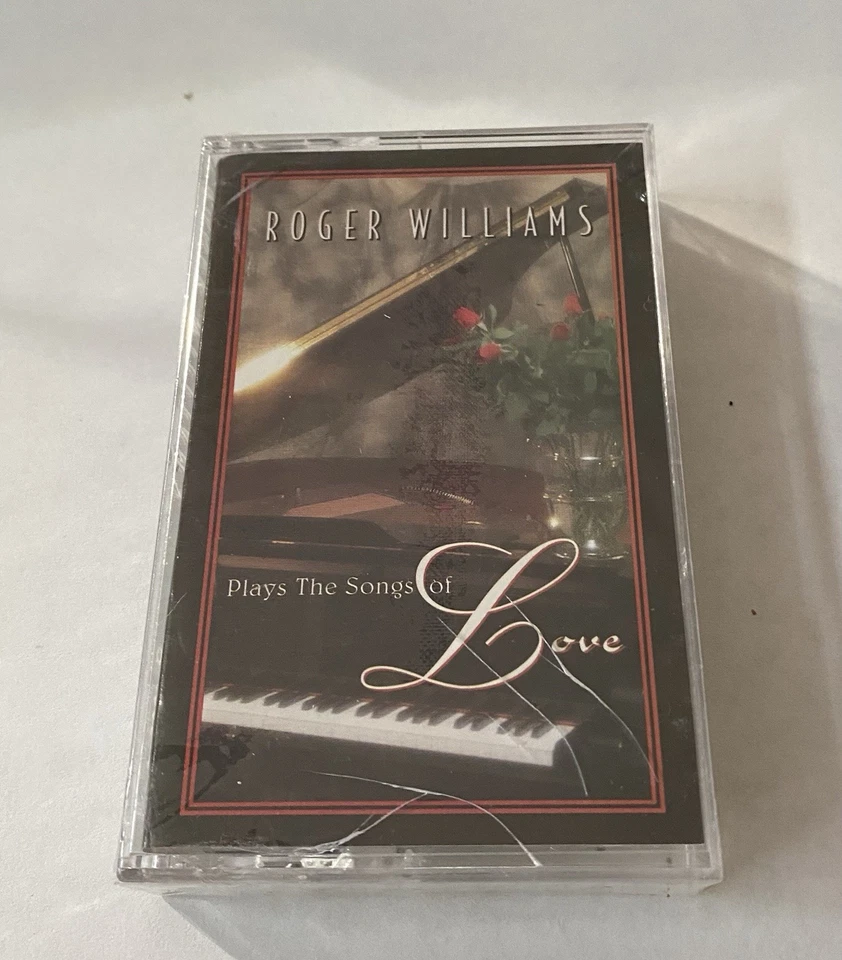 ROGER WILLIAMS
Plays The Songs of
Love